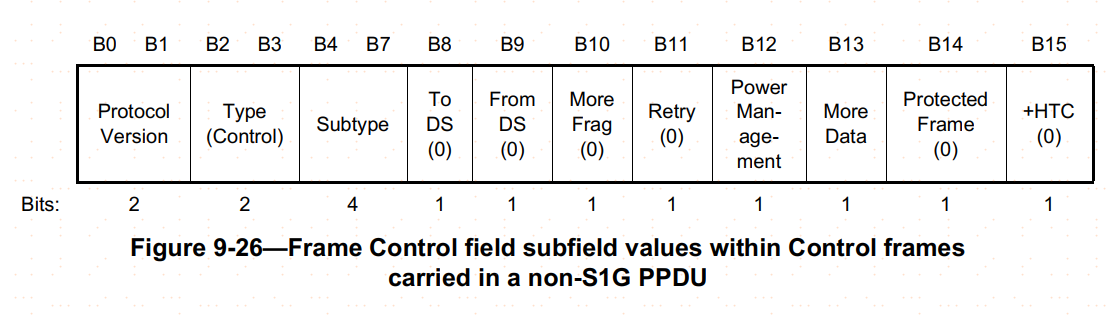 B0 B1 B2 B3 B4 B7 B8 B9 B10 B11 B12 B13 B14 B15
Protocol
Version
Type
(Control)
Subtype
To
DS
(0)
From
DS
(0)
More
Frag
(0)
Retry
(0)
Power
Man-
age-
ment
More
Data
Protected
Frame
(0)
+HTC
(0)
Bits: 2 2 4 1 1 1 1 1 1 1 1
Figure 9-26—Frame Control field subfield values within Control frames
carried in a non-S1G PPDU